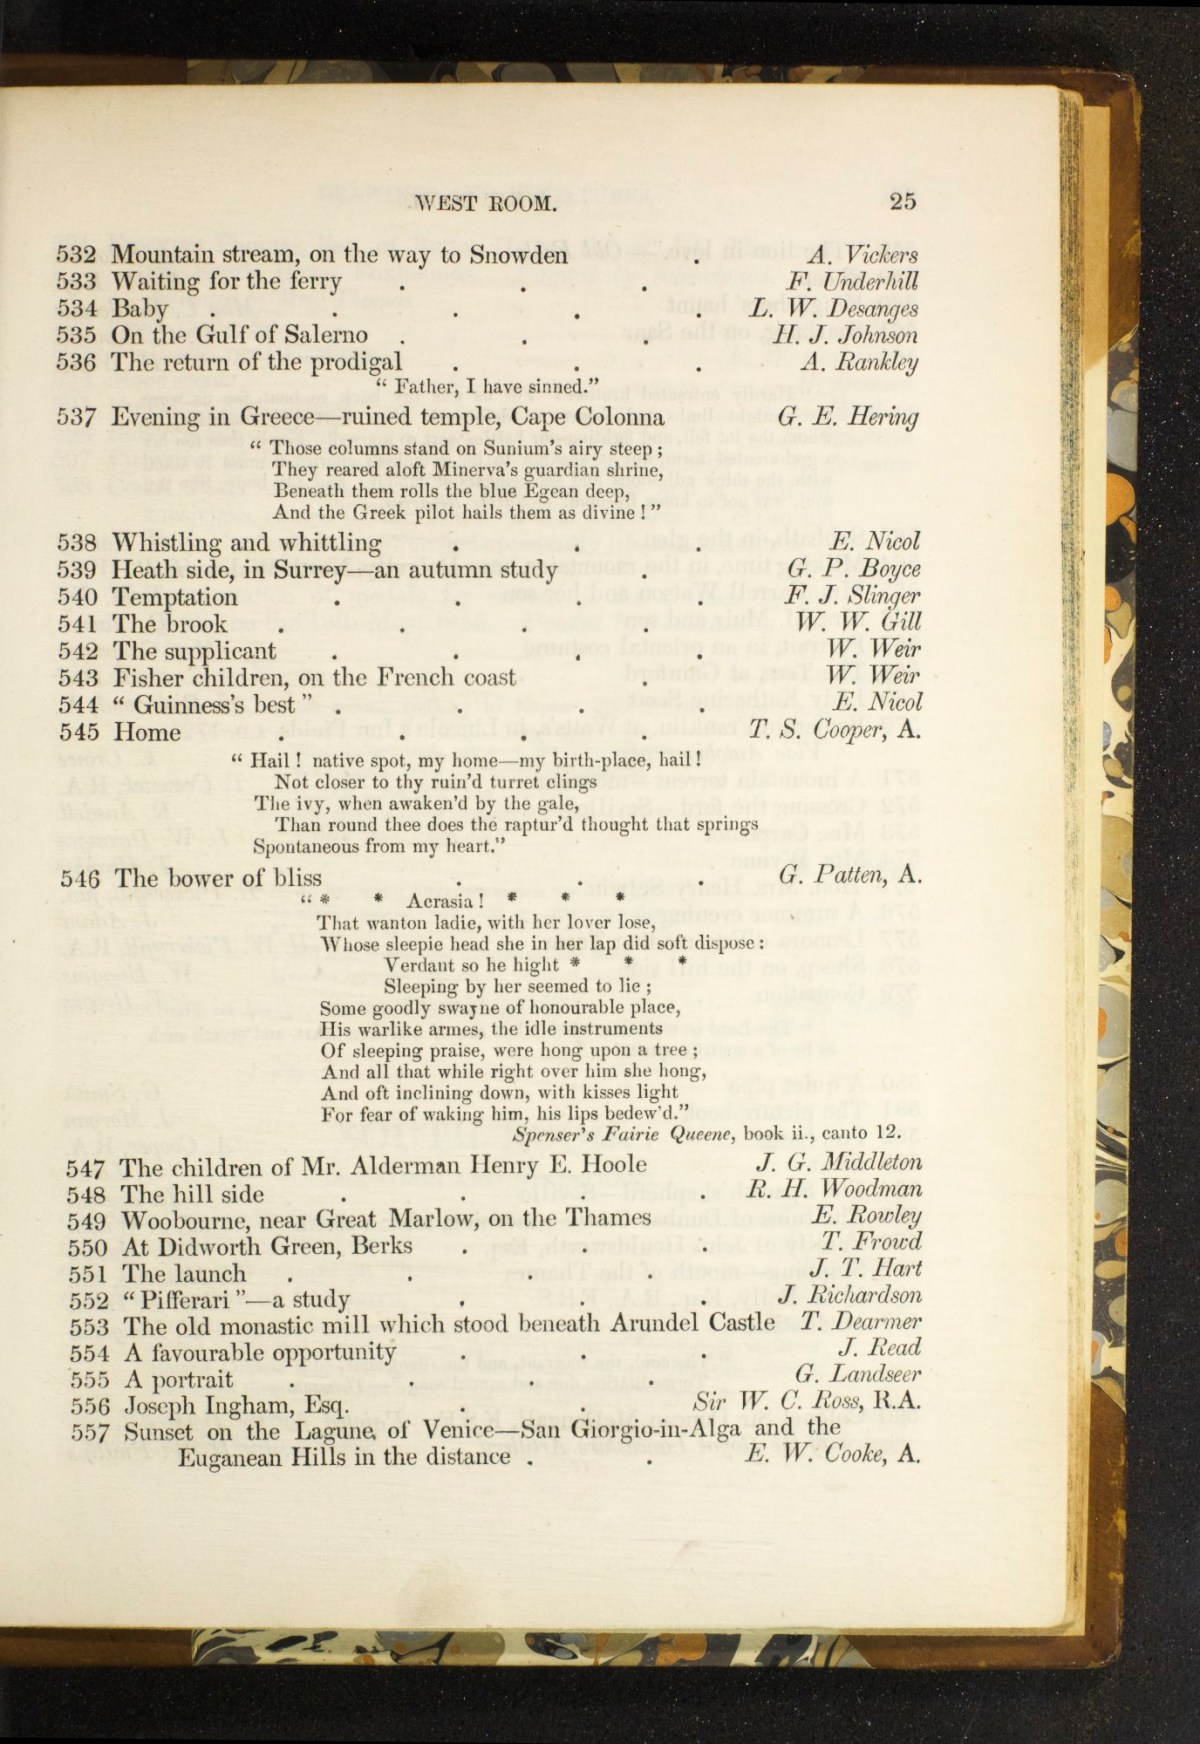 WEST ROOM. 25
532 Mountain stream, on the way to Snowden . A. Vickers
533 Waiting for the ferry . . . F. Underhill
534 Baby . . . . . L. W. Desanges
535 On the Gulf of Salerno . . . H. J. Johnson
536 The return of the prodigal . . . A. Rankley
“ Father, I have sinned.”
537 Evening in Greece—ruined temple, Cape Colonna G. E. Hering
“ Those columns stand on Sunium’s airy steep ;
They reared aloft Minerva’s guardian shrine,
Beneath them rolls the blue Egean deep,
And the Greek pilot hails them as divine ! ”
538 Whistling and whittling . . . E. Nicol
539 Heath side, in Surrey—an autumn study . G. P. Boyce
540 Temptation . . . . F. J. Slinger
541 The brook . . . . W. W. Gill
542 The supplicant . . . . W. Weir
543 Fisher children, on the French coast . W. Weir
544 “ Guinness’s best ” . . . . E. Nicol
545 Home . . . . T. S. Cooper, A.
“ Hail ! native spot, my home—my birth-place, hail !
Not closer to thy ruin’d turret clings
The ivy, when awaken’d by the gale,
Than round thee does the raptur’d thought that springs
Spontaneous from my heart.”
546 The bower of bliss . . . G. Patten, A.
“ * * Acrasia ! * * *
That wanton ladie, with her lover lose,
Whose sleepie head she in her lap did soft dispose :
Verdant so he hight * * *
Sleeping by her seemed to lie ;
Some goodly swayne of honourable place,
His warlike armes, the idle instruments
Of sleeping praise, were hong upon a tree ;
And all that while right over him she hong,
And oft inclining down, with kisses light
For fear of waking him, his lips bedew’d.”
Spenser’s Fairie Queene, book ii., canto 12.
547 The children of Mr. Alderman Henry E. Hoole J. G. Middleton
548 The hill side . . . . R. H. Woodman
549 Woobourne, near Great Marlow, on the Thames E. Rowley
550 At Didworth Green, Berks . . . T. Frowd
551 The launch . . . . J. T. Hart
552 “ Pifferari ”—a study . . . J. Richardson
553 The old monastic mill which stood beneath Arundel Castle T. Dearmer
554 A favourable opportunity . . . J. Read
555 A portrait . . . . G. Landseer
556 Joseph Ingham, Esq. . . Sir W. C. Ross, R.A.
557 Sunset on the Lagune, of Venice—San Giorgio-in-Alga and the
Euganean Hills in the distance . . E. W. Cooke, A.